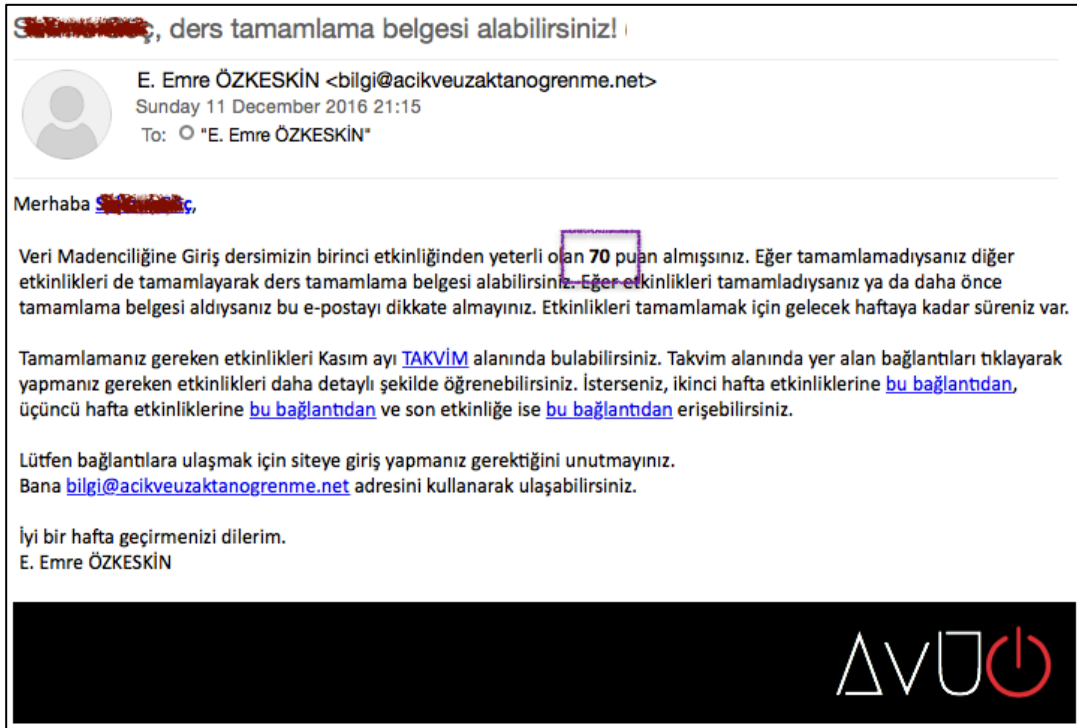 , ders tamamlama belgesi alabilirsiniz!
E. Emre ÖZKESKİN <bilgi@acikveuzaktanogrenme.net>
Sunday 11 December 2016 21:15
To: "E. Emre ÖZKESKİN"
Merhaba ,
Veri Madenciliğine Giriş dersimizin birinci etkinliğinden yeterli olan 70 puan almışsınız. Eğer tamamlamadıysanız diğer
etkinlikleri de tamamlayarak ders tamamlama belgesi alabilirsiniz. Eğer etkinlikleri tamamladıysanız ya da daha önce
tamamlama belgesi aldıysanız bu e-postayı dikkate almayınız. Etkinlikleri tamamlamak için gelecek haftaya kadar süreniz var.
Tamamlamanız gereken etkinlikleri Kasım ayı TAKVİM alanında bulabilirsiniz. Takvim alanında yer alan bağlantıları tıklayarak
yapmanız gereken etkinlikleri daha detaylı şekilde öğrenebilirsiniz. İsterseniz, ikinci hafta etkinliklerine bu bağlantıdan,
üçüncü hafta etkinliklerine bu bağlantıdan ve son etkinliğe ise bu bağlantıdan erişebilirsiniz.
Lütfen bağlantılara ulaşmak için siteye giriş yapmanız gerektiğini unutmayınız.
Bana bilgi@acikveuzaktanogrenme.net adresini kullanarak ulaşabilirsiniz.
İyi bir hafta geçirmenizi dilerim.
E. Emre ÖZKESKİN
AVUO